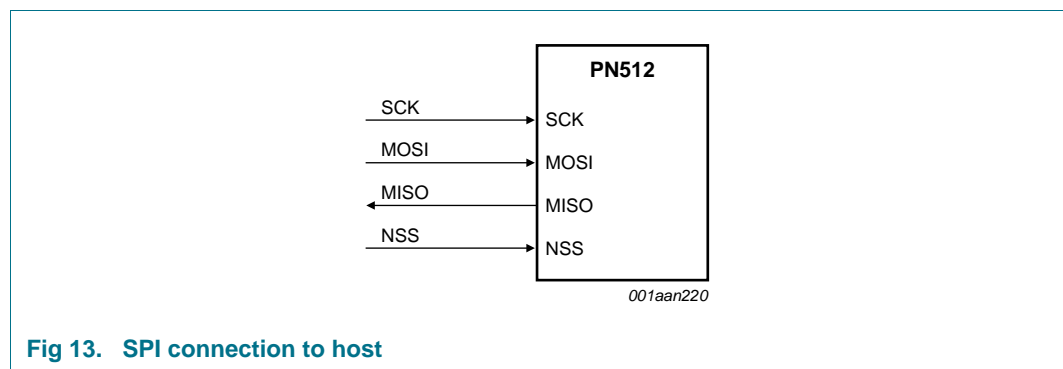 PN512
SCK SCK
MOSI MOSI
MISO MISO
NSS NSS
001aan220
Fig 13. SPI connection to host